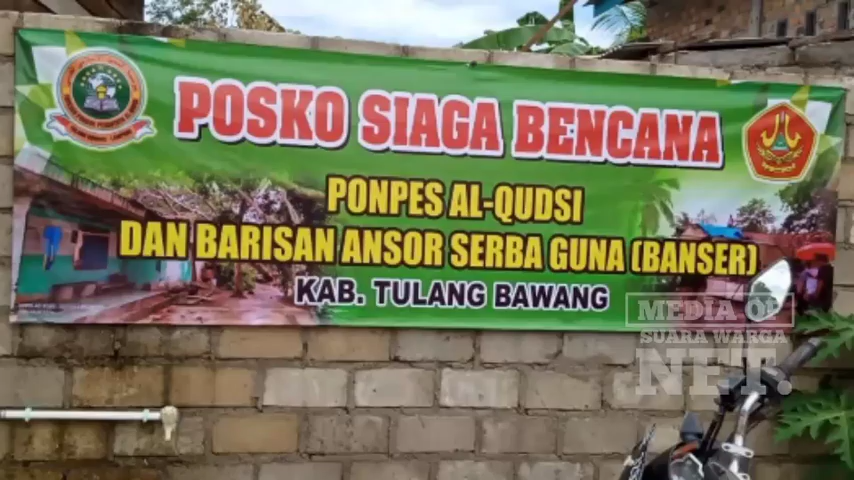 POSKO SIAGA BENCANA
PONPES AL-QUDSI
DAN BARISAN ANSOR SERBA GUNA (BANSER)
KAB. TULANG BAWANG
MEDIA OP
SUARA WARGA
NET.